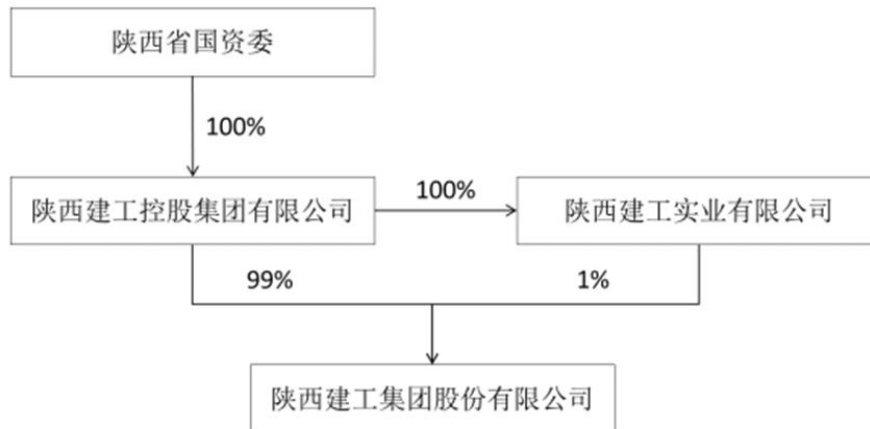 陕西省国资委
100%
陕西建工控股集团有限公司
100%
陕西建工实业有限公司
99%
1%
陕西建工集团股份有限公司